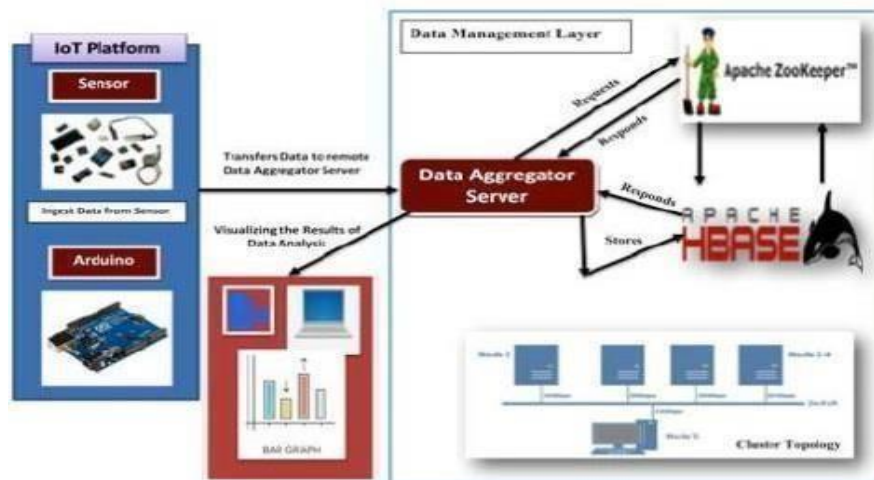 IoT Platform
Sensor
Ingest Data from Sensor
Arduino
Transfers Data to remote
Data Aggregator Server
Visualizing the Results of
Data Analysis
BAR GRAPH
Data Management Layer
Apache ZooKeeper™
Requests
Responds
Data Aggregator
Server
Responds
Stores
APACHE
HBASE
Cluster Topology